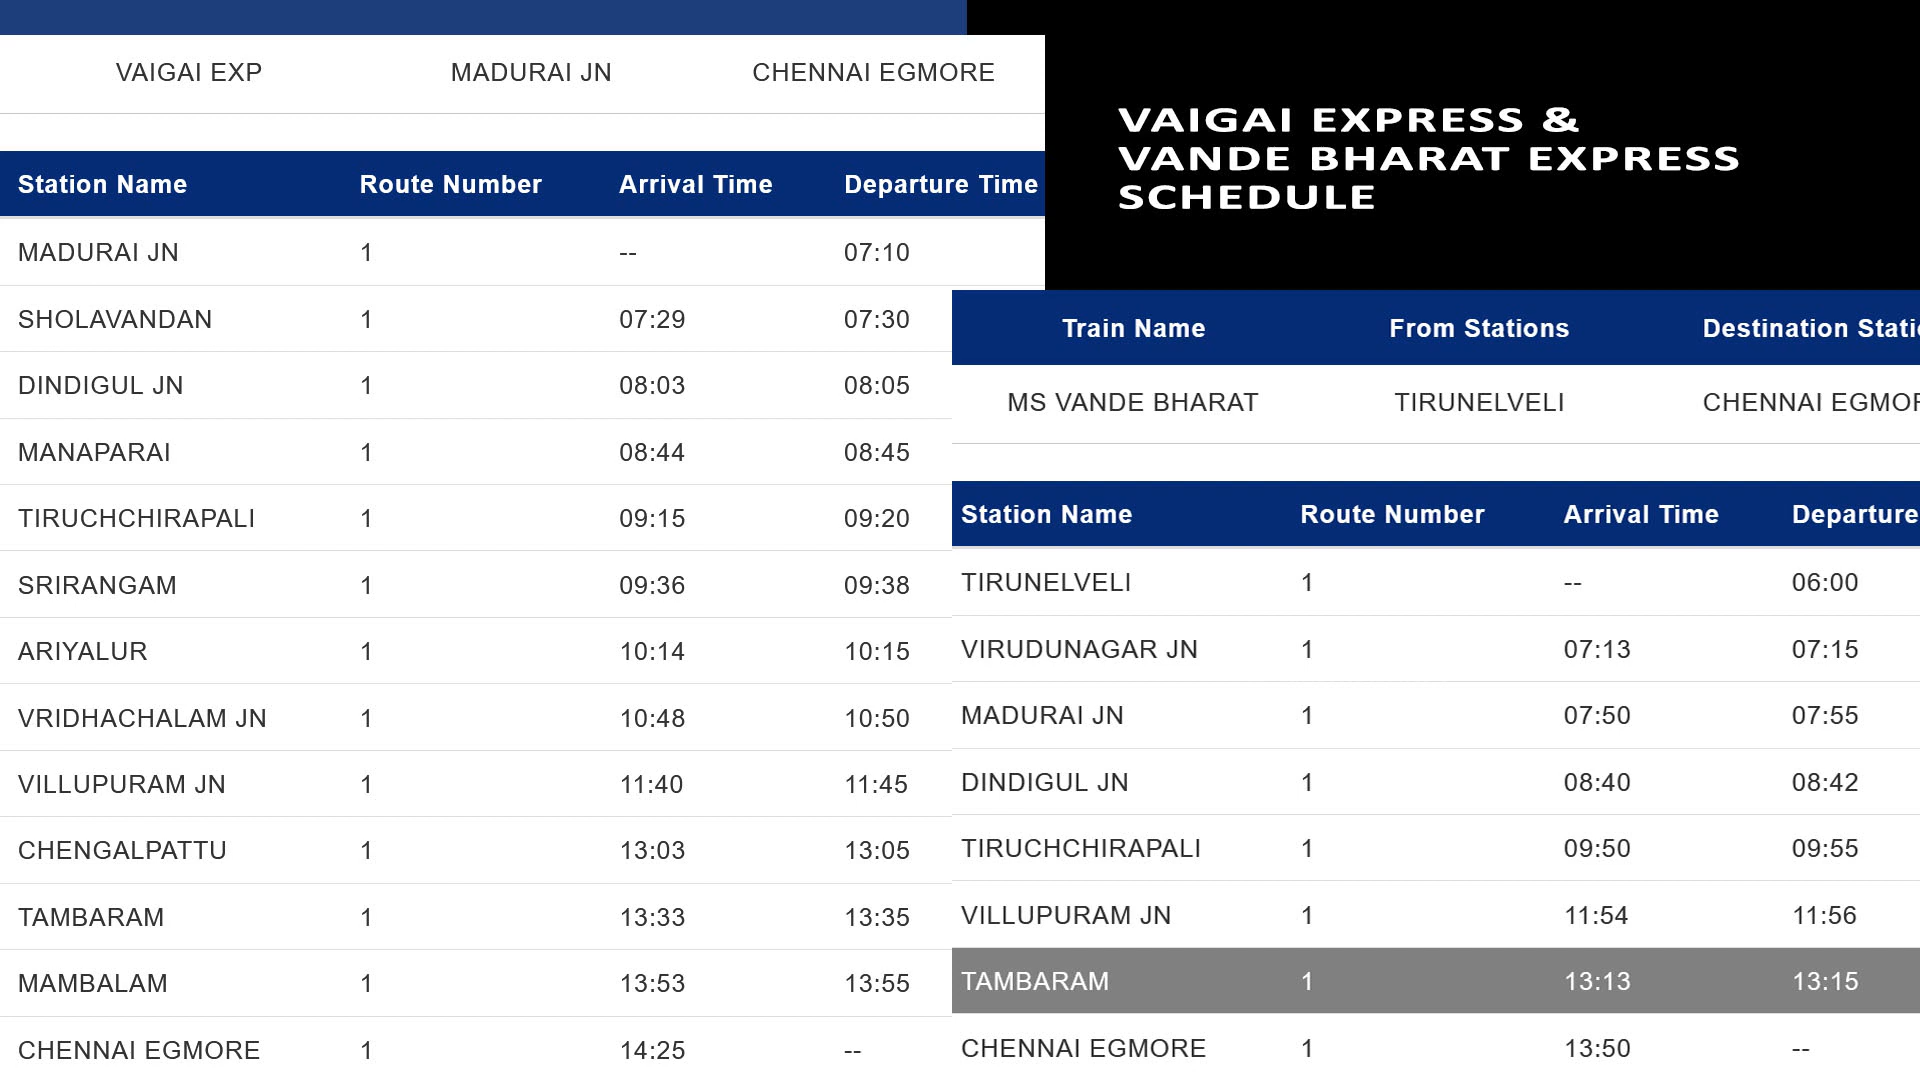 VAIGAI EXP MADURAI JN CHENNAI EGMORE
Station Name Route Number Arrival Time Departure Time
MADURAI JN 1 -- 07:10
SHOLAVANDAN 1 07:29 07:30
DINDIGUL JN 1 08:03 08:05
MANAPARAI 1 08:44 08:45
TIRUCHCHIRAPALI 1 09:15 09:20
SRIRANGAM 1 09:36 09:38
ARIYALUR 1 10:14 10:15
VRIDHACHALAM JN 1 10:48 10:50
VILLUPURAM JN 1 11:40 11:45
CHENGALPATTU 1 13:03 13:05
TAMBARAM 1 13:33 13:35
MAMBALAM 1 13:53 13:55
CHENNAI EGMORE 1 14:25 --
VAIGAI EXPRESS &
VANDE BHARAT EXPRESS
SCHEDULE
Train Name From Stations Destination Stati
MS VANDE BHARAT TIRUNELVELI CHENNAI EGMOR
Station Name Route Number Arrival Time Departure
TIRUNELVELI 1 -- 06:00
VIRUDUNAGAR JN 1 07:13 07:15
MADURAI JN 1 07:50 07:55
DINDIGUL JN 1 08:40 08:42
TIRUCHCHIRAPALI 1 09:50 09:55
VILLUPURAM JN 1 11:54 11:56
TAMBARAM 1 13:13 13:15
CHENNAI EGMORE 1 13:50 --